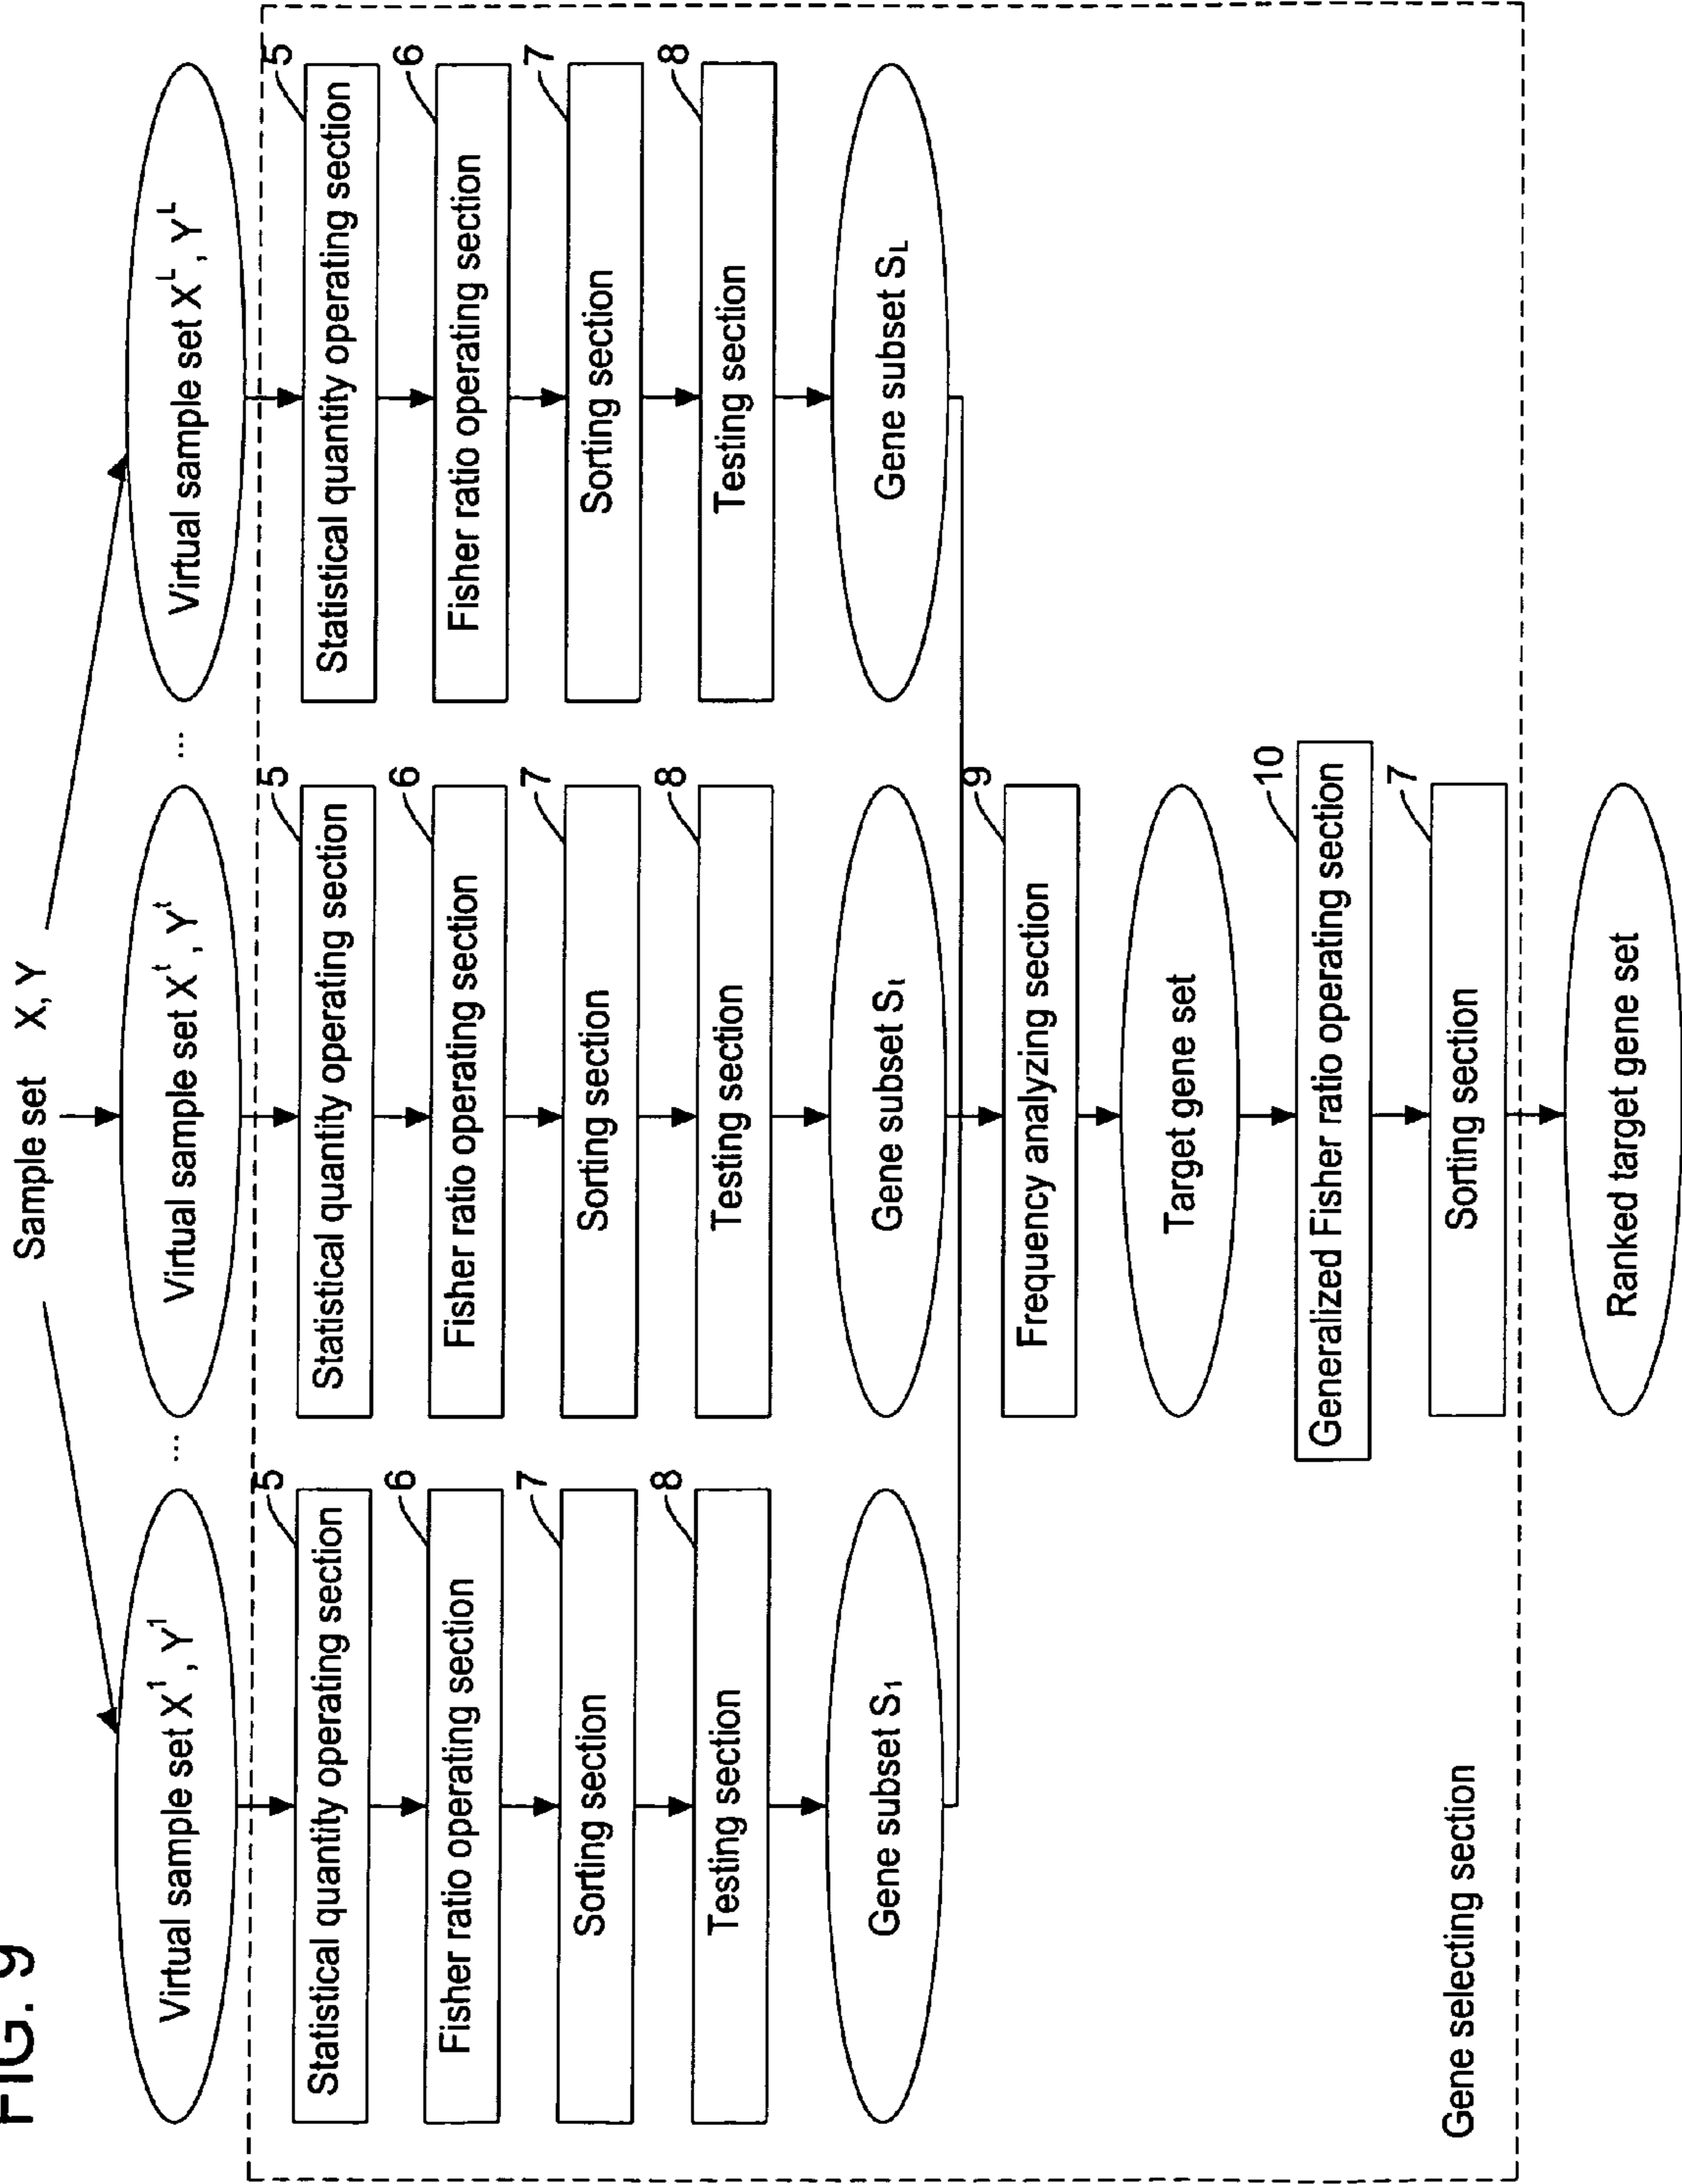 FIG. 9
Sample set X, Y
Virtual sample set X¹, Y¹
...
Virtual sample set Xᵗ, Yᵗ
...
Virtual sample set Xᴸ, Yᴸ
5
5
5
Statistical quantity operating section
Statistical quantity operating section
Statistical quantity operating section
6
6
6
Fisher ratio operating section
Fisher ratio operating section
Fisher ratio operating section
7
7
7
Sorting section
Sorting section
Sorting section
8
8
8
Testing section
Testing section
Testing section
Gene subset S₁
Gene subset Sₜ
Gene subset S_L
9
Frequency analyzing section
Target gene set
10
Generalized Fisher ratio operating section
7
Sorting section
Gene selecting section
Ranked target gene set